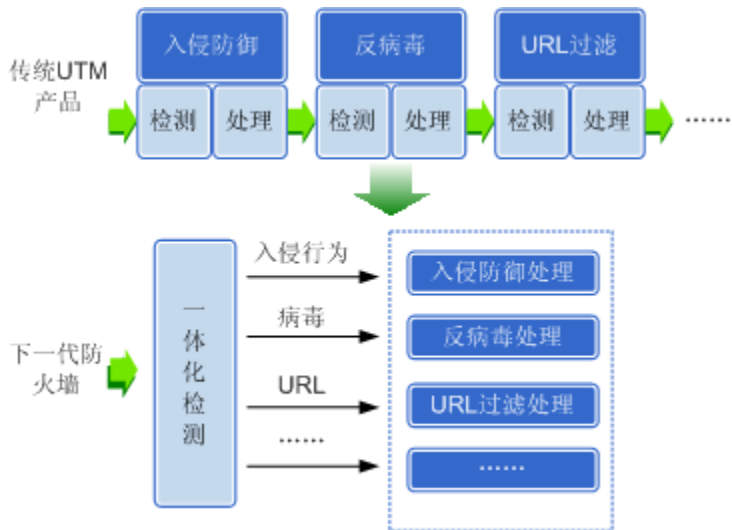 入侵防御
反病毒
URL过滤
传统UTM
产品
检测
处理
检测
处理
检测
处理
……
入侵行为
入侵防御处理
病毒
反病毒处理
一体化检测
下一代防
火墙
URL
URL过滤处理
……
……